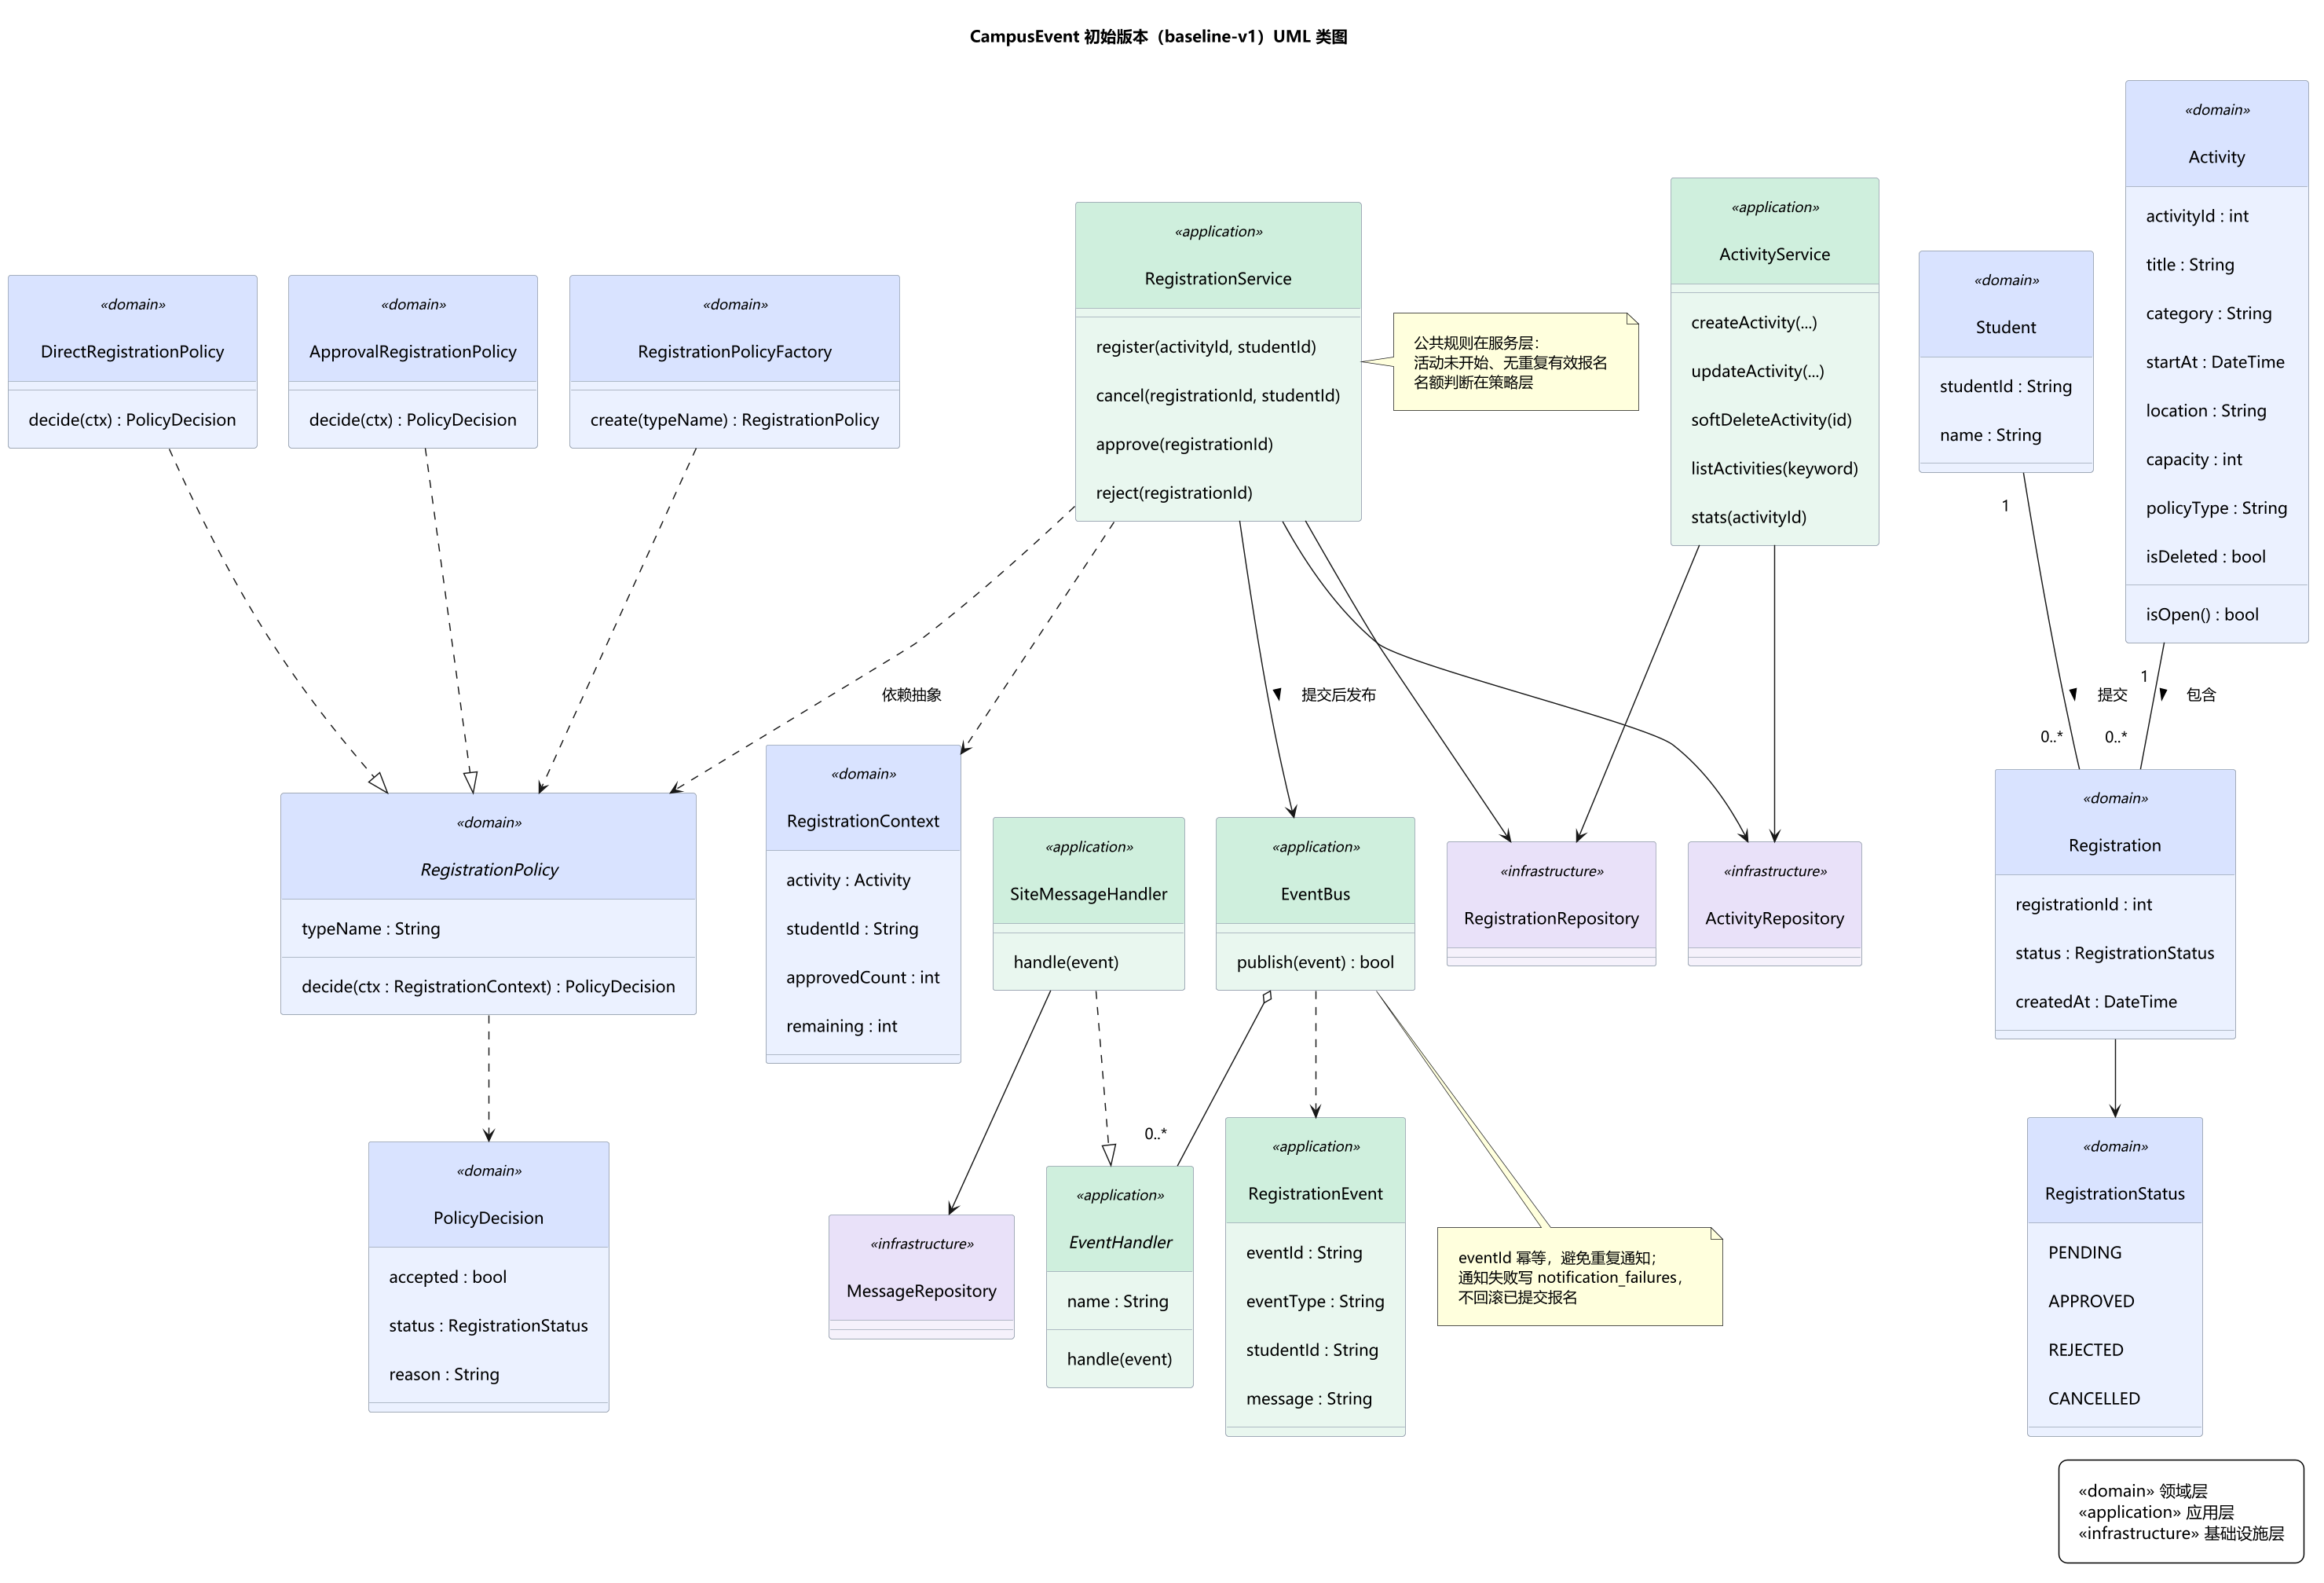 CampusEvent 初始版本（baseline-v1）UML 类图
«domain»
DirectRegistrationPolicy
decide(ctx) : PolicyDecision
«domain»
ApprovalRegistrationPolicy
decide(ctx) : PolicyDecision
«domain»
RegistrationPolicyFactory
create(typeName) : RegistrationPolicy
«application»
RegistrationService
register(activityId, studentId)
cancel(registrationId, studentId)
approve(registrationId)
reject(registrationId)
公共规则在服务层：
活动未开始、无重复有效报名
名额判断在策略层
«application»
ActivityService
createActivity(...)
updateActivity(...)
softDeleteActivity(id)
listActivities(keyword)
stats(activityId)
«domain»
Student
studentId : String
name : String
«domain»
Activity
activityId : int
title : String
category : String
startAt : DateTime
location : String
capacity : int
policyType : String
isDeleted : bool
isOpen() : bool
依赖抽象
提交后发布
1
提交
0..*
1
包含
0..*
«domain»
RegistrationPolicy
typeName : String
decide(ctx : RegistrationContext) : PolicyDecision
«domain»
RegistrationContext
activity : Activity
studentId : String
approvedCount : int
remaining : int
«application»
SiteMessageHandler
handle(event)
«application»
EventBus
publish(event) : bool
«infrastructure»
RegistrationRepository
«infrastructure»
ActivityRepository
«domain»
Registration
registrationId : int
status : RegistrationStatus
createdAt : DateTime
0..*
«domain»
PolicyDecision
accepted : bool
status : RegistrationStatus
reason : String
«infrastructure»
MessageRepository
«application»
EventHandler
name : String
handle(event)
«application»
RegistrationEvent
eventId : String
eventType : String
studentId : String
message : String
eventId 幂等，避免重复通知；
通知失败写 notification_failures，
不回滚已提交报名
«domain»
RegistrationStatus
PENDING
APPROVED
REJECTED
CANCELLED
«domain» 领域层
«application» 应用层
«infrastructure» 基础设施层